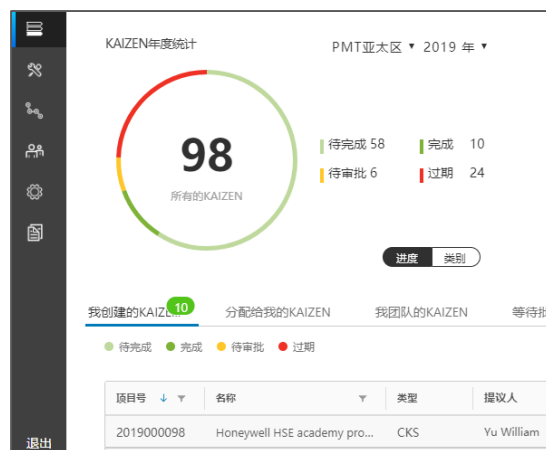 KAIZEN年度统计
PMT亚太区 ▼ 2019 年 ▼
98
所有的KAIZEN
待完成 58 完成 10
待审批 6 过期 24
进度 类别
我创建的KAIZ... 10 分配给我的KAIZEN 我团队的KAIZEN 等待批
待完成 完成 待审批 过期
项目号 ↓ 名称 类型 提议人
2019000098 Honeywell HSE academy pro... CKS Yu William
退出